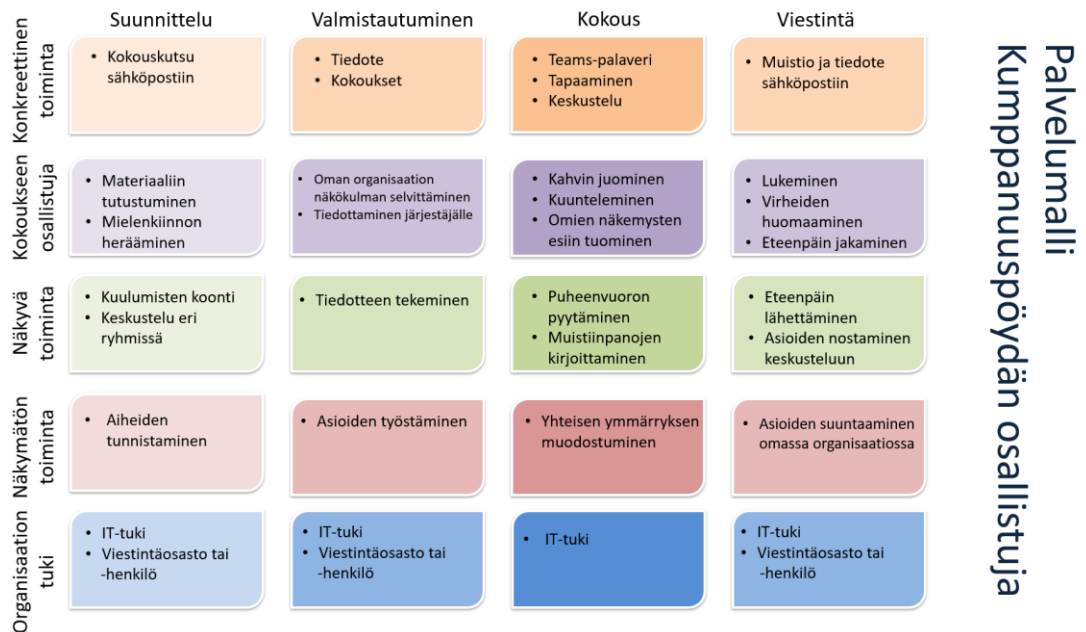 Suunnittelu
Valmistautuminen
Kokous
Viestintä
Konkreettinen
toiminta
• Kokouskutsu
sähköpostiin
• Tiedote
• Kokoukset
• Teams-palaveri
• Tapaaminen
• Keskustelu
• Muistio ja tiedote
sähköpostiin
Kokoukseen
osallistuja
• Materiaaliin
tutustuminen
• Mielenkiinnon
herääminen
• Oman organisaation
näkökulman selvittäminen
• Tiedottaminen järjestäjälle
• Kahvin juominen
• Kuunteleminen
• Omien näkemysten
esiin tuominen
• Lukeminen
• Virheiden
huomaaminen
• Eteenpäin jakaminen
Näkyvä
toiminta
• Kuulumisten koonti
• Keskustelu eri
ryhmissä
• Tiedotteen tekeminen
• Puheenvuoron
pyytäminen
• Muistiinpanojen
kirjoittaminen
• Eteenpäin
lähettäminen
• Asioiden nostaminen
keskusteluun
Näkymätön
toiminta
• Aiheiden
tunnistaminen
• Asioiden työstäminen
• Yhteisen ymmärryksen
muodostuminen
• Asioiden suuntaaminen
omassa organisaatiossa
Organisaation
tuki
• IT-tuki
• Viestintäosasto tai
-henkilö
• IT-tuki
• Viestintäosasto tai
-henkilö
• IT-tuki
• IT-tuki
• Viestintäosasto tai
-henkilö
Palvelumalli
Kumppanuuspöydän osallistuja